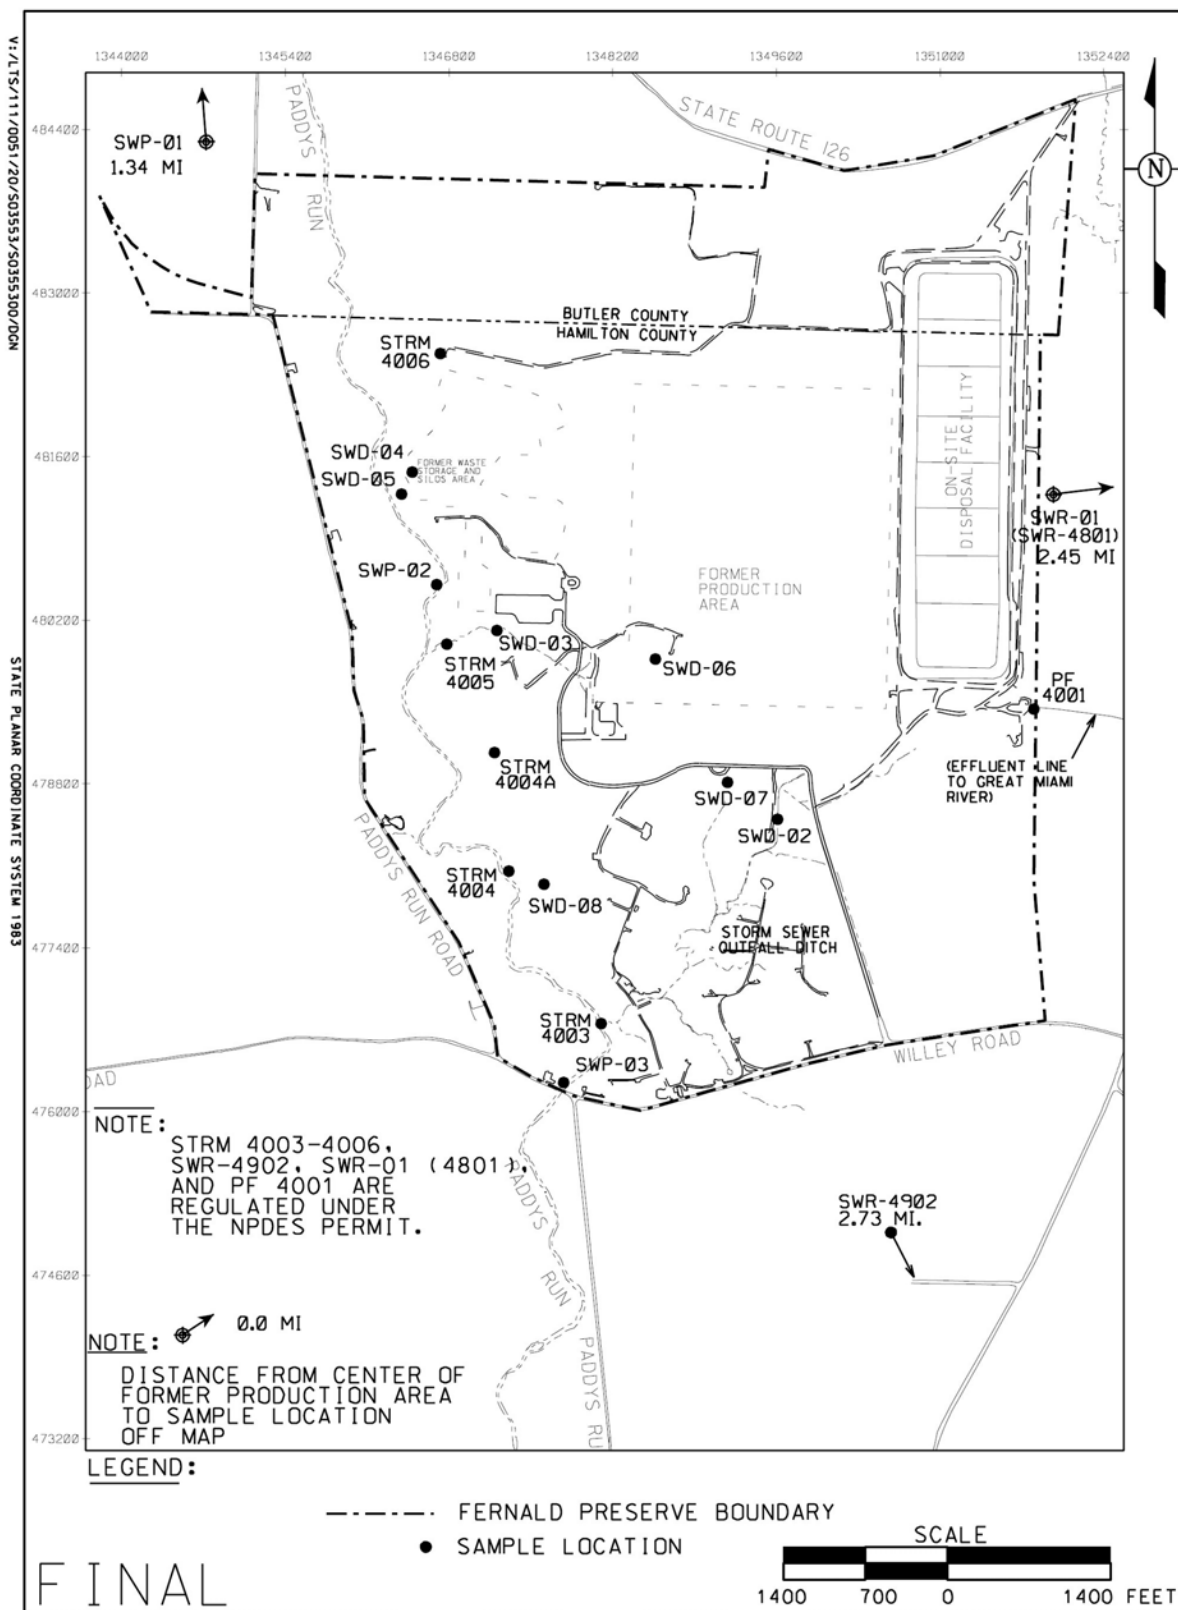 V:/LTS/111/0051/20/S03553/S0355300/DGN
STATE PLANAR COORDINATE SYSTEM 1983
1344000
1345400
1346800
1348200
1349600
1351000
1352400
484400
483000
481600
480200
478800
477400
476000
474600
473200
N
SWP-01
1.34 MI
PADDYS
RUN
STATE ROUTE 126
BUTLER COUNTY
HAMILTON COUNTY
STRM
4006
SWD-04
SWD-05
FORMER WASTE
STORAGE AND
SILOS AREA
ON-SITE
DISPOSAL FACILITY
SWR-01
(SWR-4801)
2.45 MI
SWP-02
FORMER
PRODUCTION
AREA
SWD-03
STRM
4005
SWD-06
PF
4001
STRM
4004A
(EFFLUENT LINE
TO GREAT MIAMI
RIVER)
SWD-07
SWD-02
PADDYS RUN ROAD
STRM
4004
SWD-08
STORM SEWER
OUTFALL DITCH
STRM
4003
SWP-03
WILLEY ROAD
OAD
NOTE:
STRM 4003-4006,
SWR-4902, SWR-01 (4801),
AND PF 4001 ARE
REGULATED UNDER
THE NPDES PERMIT.
PADDYS
RUN
PADDYS RU
SWR-4902
2.73 MI.
0.0 MI
NOTE:
DISTANCE FROM CENTER OF
FORMER PRODUCTION AREA
TO SAMPLE LOCATION
OFF MAP
LEGEND:
FERNALD PRESERVE BOUNDARY
SAMPLE LOCATION
SCALE
1400 700 0 1400 FEET
FINAL